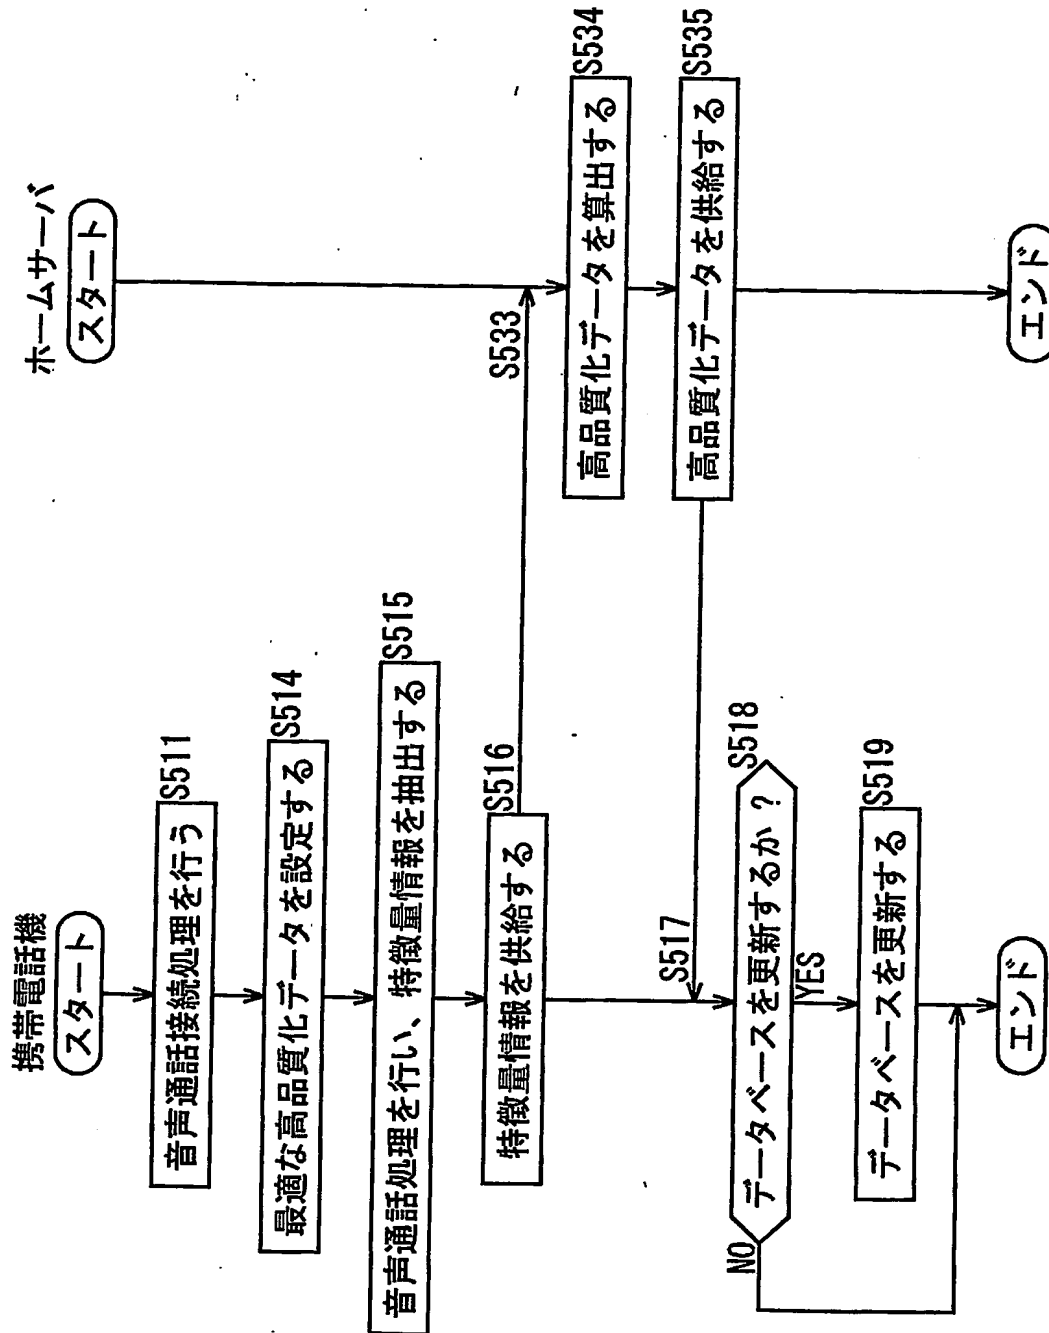 携帯電話機
スタート
音声通話接続処理を行う
S511
最適な高品質化データを設定する
S514
音声通話処理を行い、特徴量情報を抽出する
S515
特徴量情報を供給する
S516
S517
データベースを更新するか?
S518
YES
NO
データベースを更新する
S519
エンド
ホームサーバ
スタート
S533
高品質化データを算出する
S534
高品質化データを供給する
S535
エンド